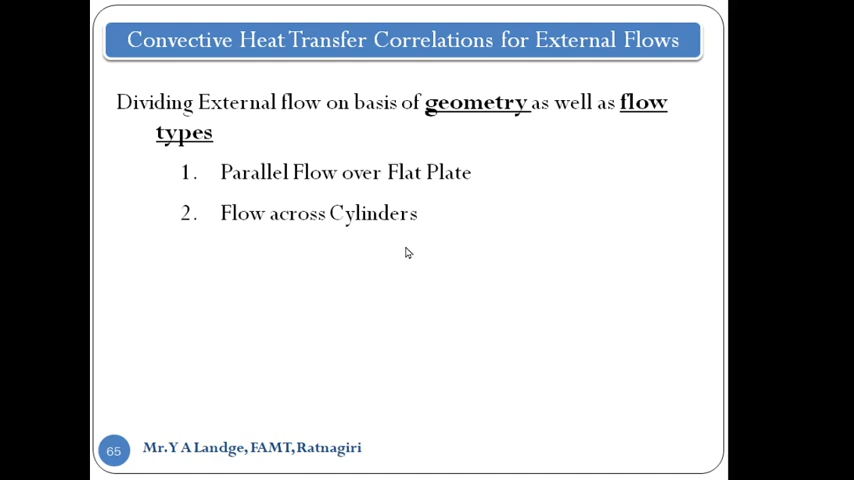 Convective Heat Transfer Correlations for External Flows
Dividing External flow on basis of geometry as well as flow
types
1. Parallel Flow over Flat Plate
2. Flow across Cylinders
65 Mr.Y A Landge, FAMT, Ratnagiri